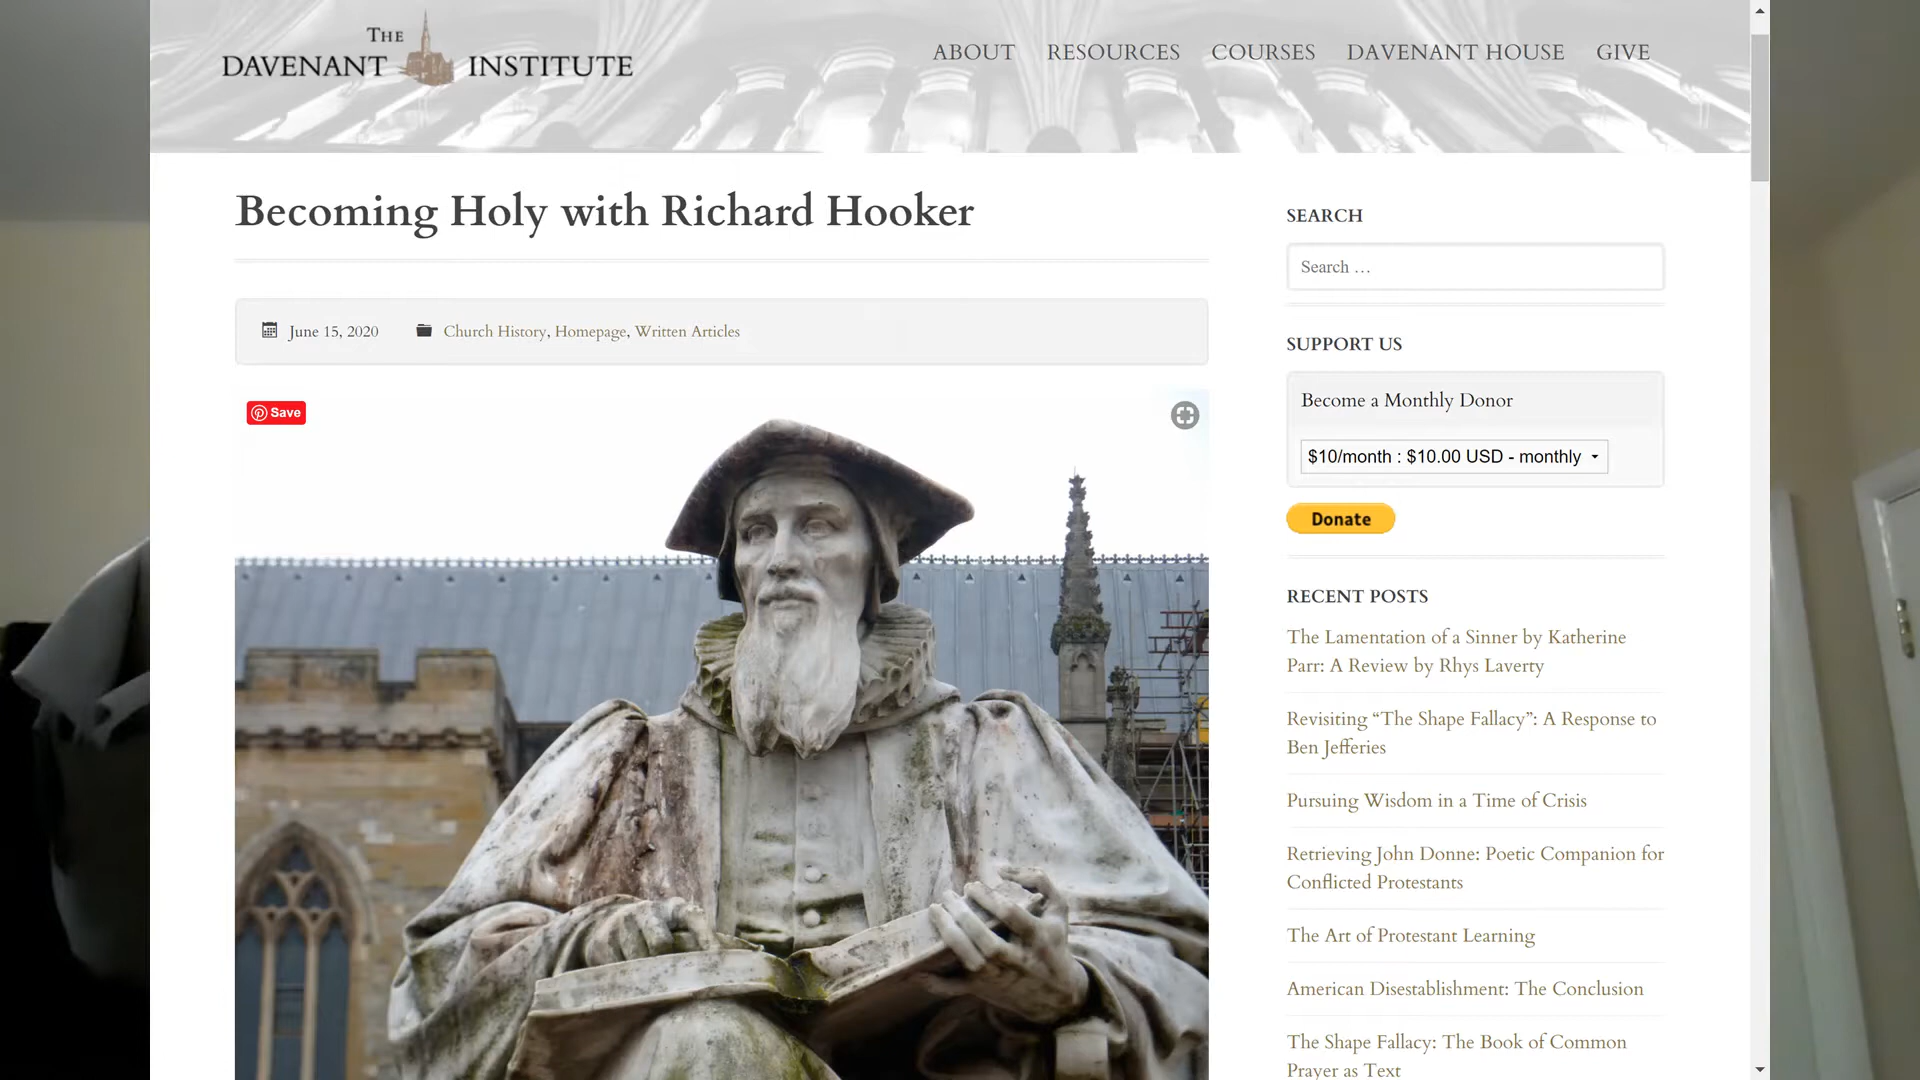 THE
DAVENANT INSTITUTE
ABOUT RESOURCES COURSES DAVENANT HOUSE GIVE
Becoming Holy with Richard Hooker
June 15, 2020 Church History, Homepage, Written Articles
Save
SEARCH
Search …
SUPPORT US
Become a Monthly Donor
$10/month : $10.00 USD - monthly
Donate
RECENT POSTS
The Lamentation of a Sinner by Katherine
Parr: A Review by Rhys Laverty
Revisiting “The Shape Fallacy”: A Response to
Ben Jefferies
Pursuing Wisdom in a Time of Crisis
Retrieving John Donne: Poetic Companion for
Conflicted Protestants
The Art of Protestant Learning
American Disestablishment: The Conclusion
The Shape Fallacy: The Book of Common
Prayer as Text